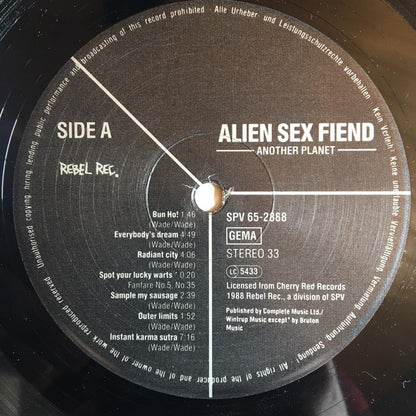 Unauthorised copying, hiring, lending, public performance and broadcasting of this record prohibited. Alle Urheber- und Leistungsschutzrechte vorbehalten. Kein Verleih! Keine unerlaubte Vervielfältigung, Vermietung, Aufführung, Sendung! All rights of the producer and of the owner of the work reproduced reserved
SIDE A
REBEL REC.
ALIEN SEX FIEND
ANOTHER PLANET
Bun Ho! 1:46
(Wade/Wade)
Everybody's dream 4:49
(Wade/Wade)
Radiant city 4:06
(Wade/Wade)
Spot your lucky warts * 0:20
Fanfare No.5, No.35
Sample my sausage 2:39
(Wade/Wade)
Outer limits 1:52
(Wade/Wade)
Instant karma sutra 7:16
(Wade/Wade)
SPV 65-2888
GEMA
STEREO 33
LC 5433
Licensed from Cherry Red Records
1988 Rebel Rec., a division of SPV
Published by Complete Music Ltd./
Wintrup Music except* by Bruton
Music